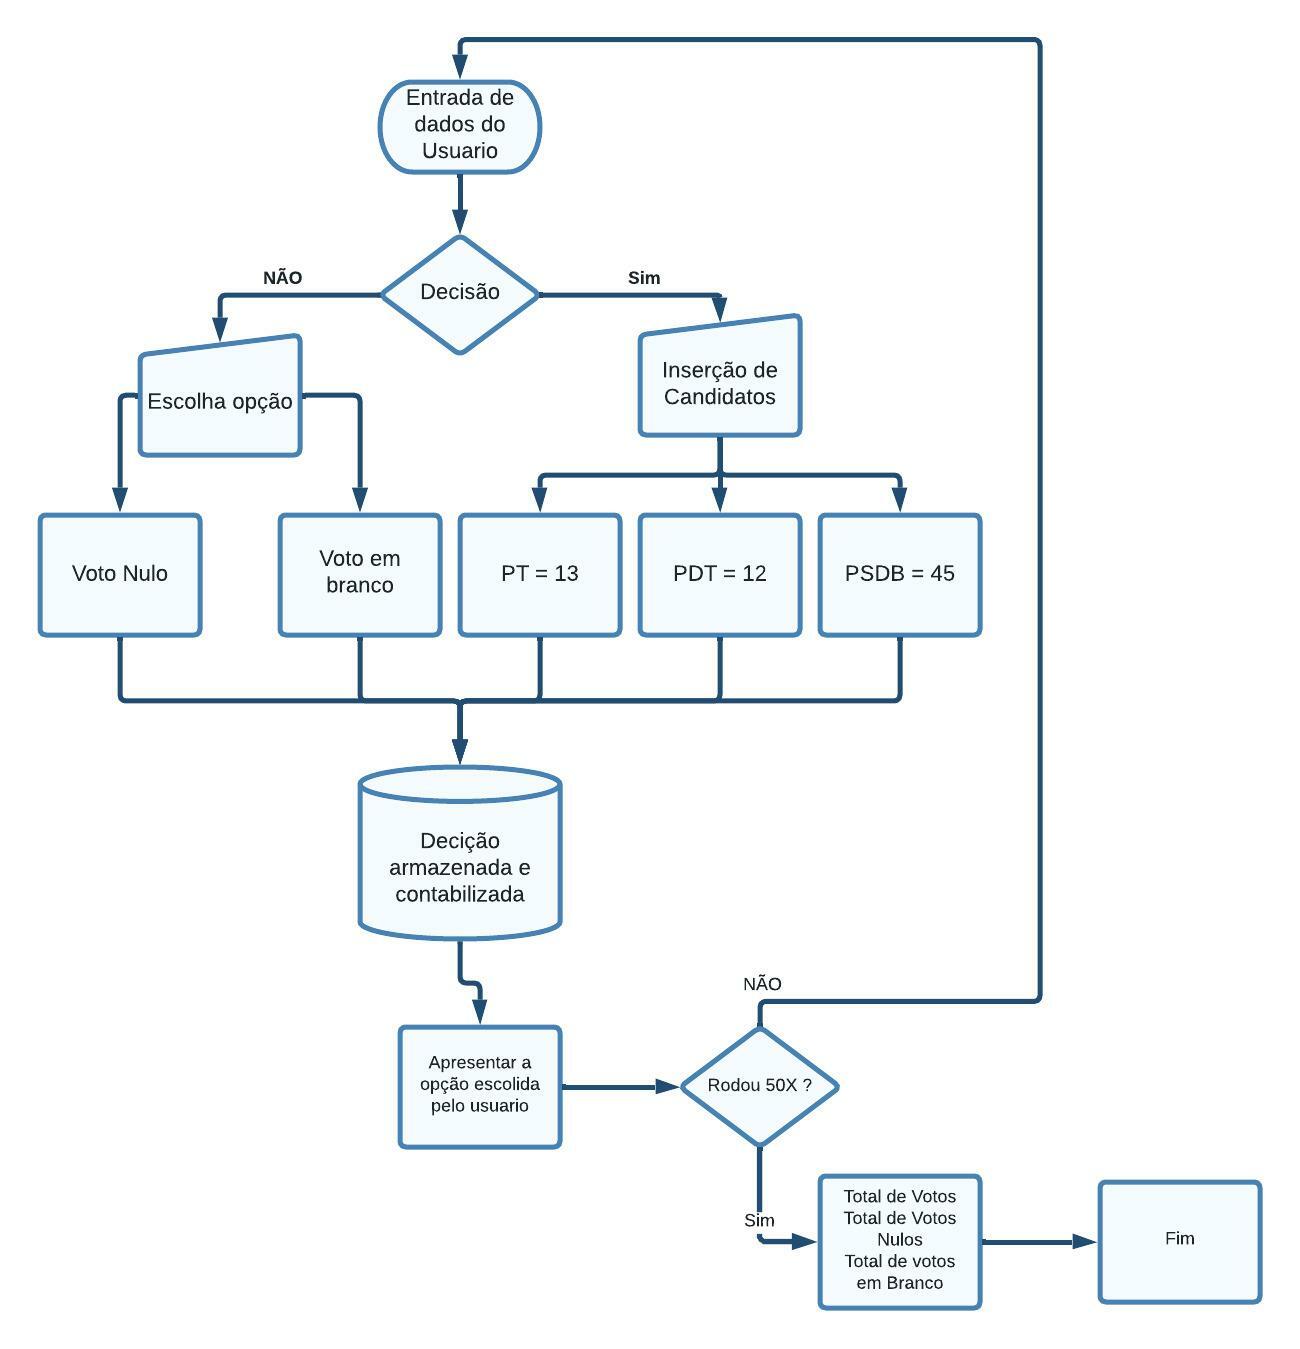 Entrada de
dados do
Usuario
Decisão
NÃO
Sim
Escolha opção
Inserção de
Candidatos
Voto Nulo
Voto em
branco
PT = 13
PDT = 12
PSDB = 45
Decição
armazenada e
contabilizada
Apresentar a
opção escolida
pelo usuario
NÃO
Rodou 50X ?
Sim
Total de Votos
Total de Votos
Nulos
Total de votos
em Branco
Fim